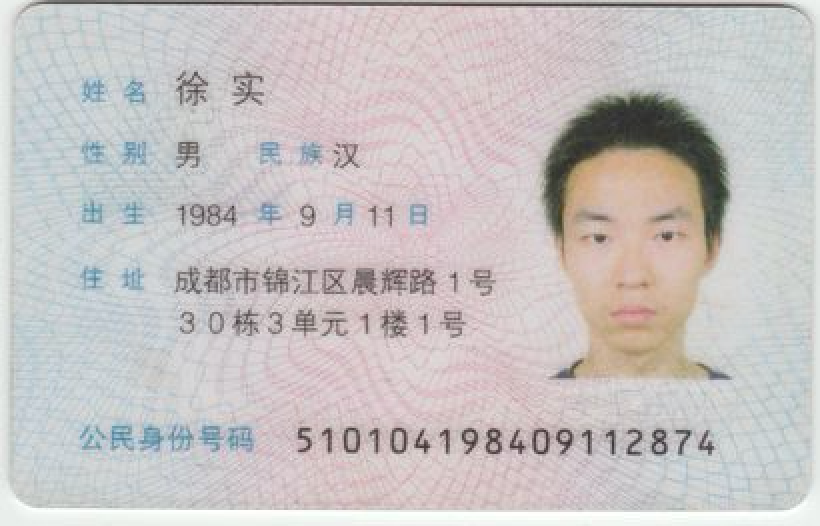 姓名 徐实
性别 男 民族 汉
出生 1984 年 9 月 11 日
住址 成都市锦江区晨辉路1号
30栋3单元1楼1号
公民身份号码 510104198409112874